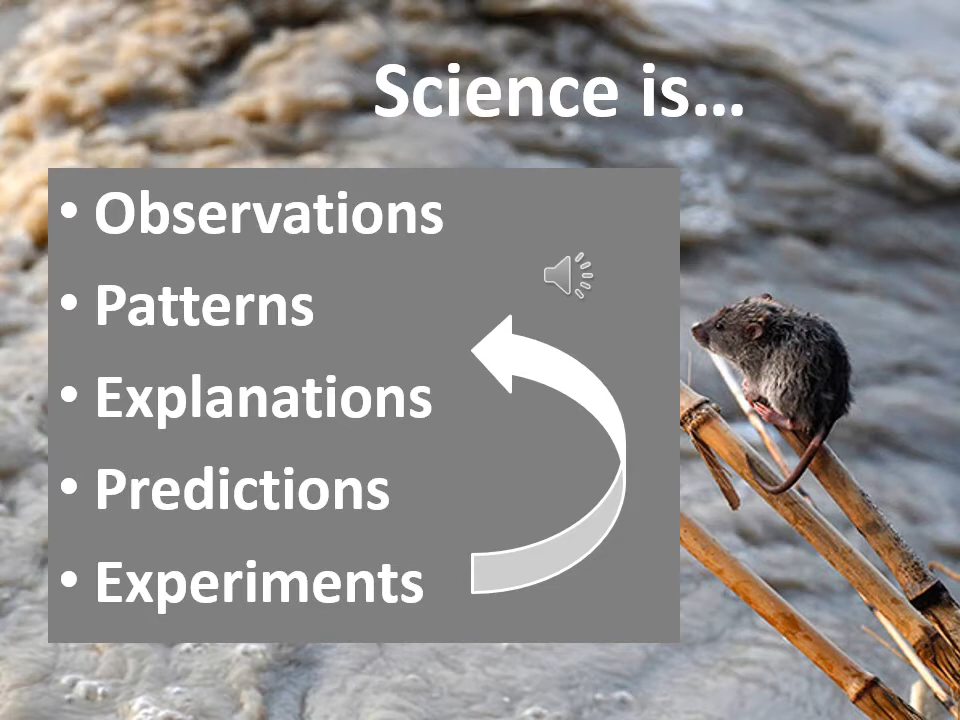 Science is…
• Observations
• Patterns
• Explanations
• Predictions
• Experiments